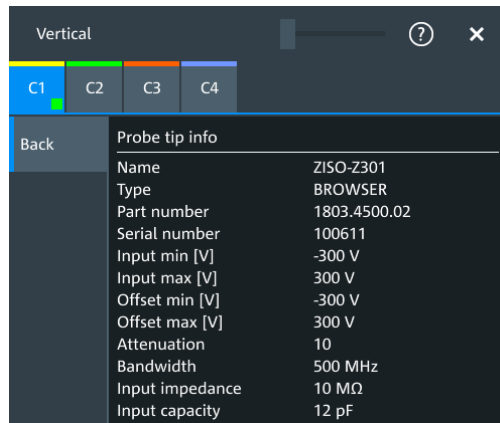 Vertical ? ×
C1 C2 C3 C4
Back
Probe tip info
Name ZISO-Z301
Type BROWSER
Part number 1803.4500.02
Serial number 100611
Input min [V] -300 V
Input max [V] 300 V
Offset min [V] -300 V
Offset max [V] 300 V
Attenuation 10
Bandwidth 500 MHz
Input impedance 10 MΩ
Input capacity 12 pF